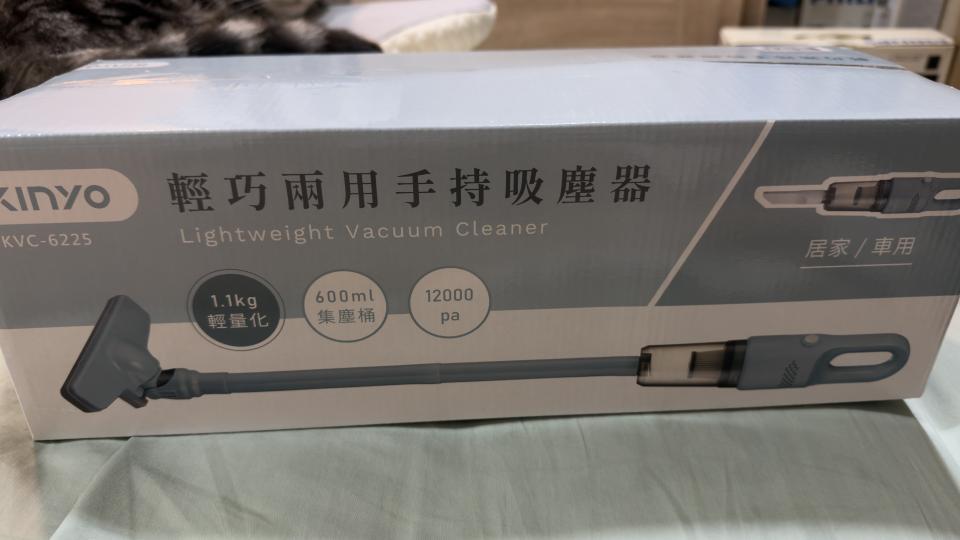 KINYO
KVC-6225
輕巧兩用手持吸塵器
Lightweight Vacuum Cleaner
1.1kg
輕量化
600ml
集塵桶
12000
pa
居家 / 車用